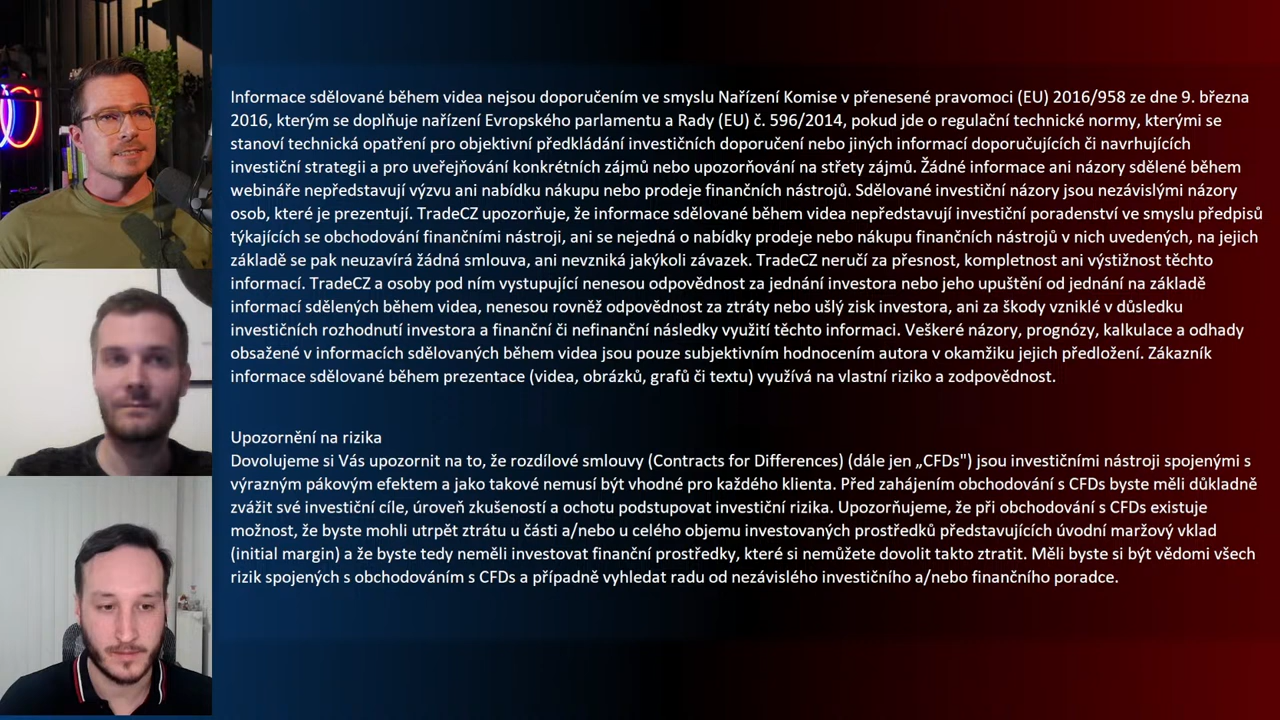 Informace sdělované během videa nejsou doporučením ve smyslu Nařízení Komise v přenesené pravomoci (EU) 2016/958 ze dne 9. března
2016, kterým se doplňuje nařízení Evropského parlamentu a Rady (EU) č. 596/2014, pokud jde o regulační technické normy, kterými se
stanoví technická opatření pro objektivní předkládání investičních doporučení nebo jiných informací doporučujících či navrhujících
investiční strategii a pro uveřejňování konkrétních zájmů nebo upozorňování na střety zájmů. Žádné informace ani názory sdělené během
webináře nepředstavují výzvu ani nabídku nákupu nebo prodeje finančních nástrojů. Sdělované investiční názory jsou nezávislými názory
osob, které je prezentují. TradeCZ upozorňuje, že informace sdělované během videa nepředstavují investiční poradenství ve smyslu předpisů
týkajících se obchodování finančními nástroji, ani se nejedná o nabídky prodeje nebo nákupu finančních nástrojů v nich uvedených, na jejich
základě se pak neuzavírá žádná smlouva, ani nevzniká jakýkoli závazek. TradeCZ neručí za přesnost, kompletnost ani výstižnost těchto
informací. TradeCZ a osoby pod ním vystupující nenesou odpovědnost za jednání investora nebo jeho upuštění od jednání na základě
informací sdělených během videa, nenesou rovněž odpovědnost za ztráty nebo ušlý zisk investora, ani za škody vzniklé v důsledku
investičních rozhodnutí investora a finanční či nefinanční následky využití těchto informaci. Veškeré názory, prognózy, kalkulace a odhady
obsažené v informacích sdělovaných během videa jsou pouze subjektivním hodnocením autora v okamžiku jejich předložení. Zákazník
informace sdělované během prezentace (videa, obrázků, grafů či textu) využívá na vlastní riziko a zodpovědnost.
Upozornění na rizika
Dovolujeme si Vás upozornit na to, že rozdílové smlouvy (Contracts for Differences) (dále jen „CFDs") jsou investičními nástroji spojenými s
výrazným pákovým efektem a jako takové nemusí být vhodné pro každého klienta. Před zahájením obchodování s CFDs byste měli důkladně
zvážit své investiční cíle, úroveň zkušeností a ochotu podstupovat investiční rizika. Upozorňujeme, že při obchodování s CFDs existuje
možnost, že byste mohli utrpět ztrátu u části a/nebo u celého objemu investovaných prostředků představujících úvodní maržový vklad
(initial margin) a že byste tedy neměli investovat finanční prostředky, které si nemůžete dovolit takto ztratit. Měli byste si být vědomi všech
rizik spojených s obchodováním s CFDs a případně vyhledat radu od nezávislého investičního a/nebo finančního poradce.